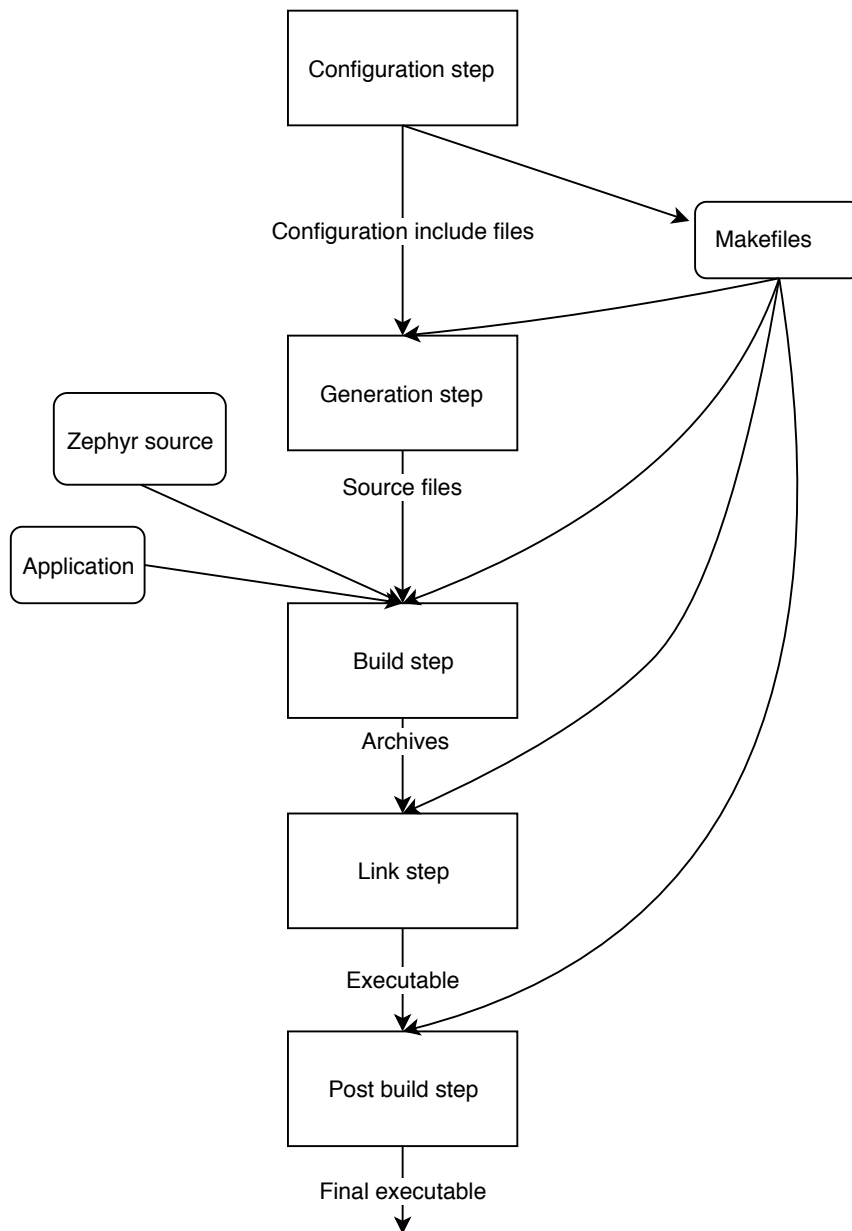 Configuration step
Configuration include files
Makefiles
Generation step
Zephyr source
Source files
Application
Build step
Archives
Link step
Executable
Post build step
Final executable